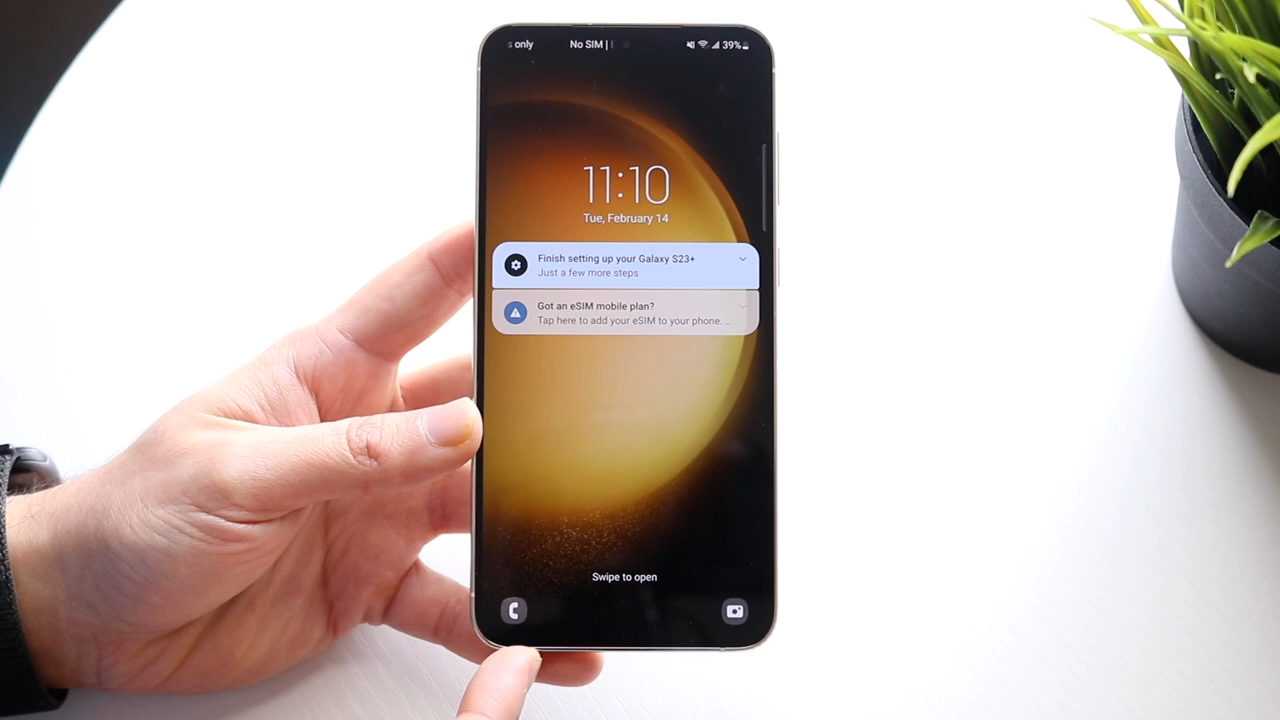 only
No SIM |
39%
11:10
Tue, February 14
Finish setting up your Galaxy S23+
Just a few more steps
Got an eSIM mobile plan?
Tap here to add your eSIM to your phone...
Swipe to open